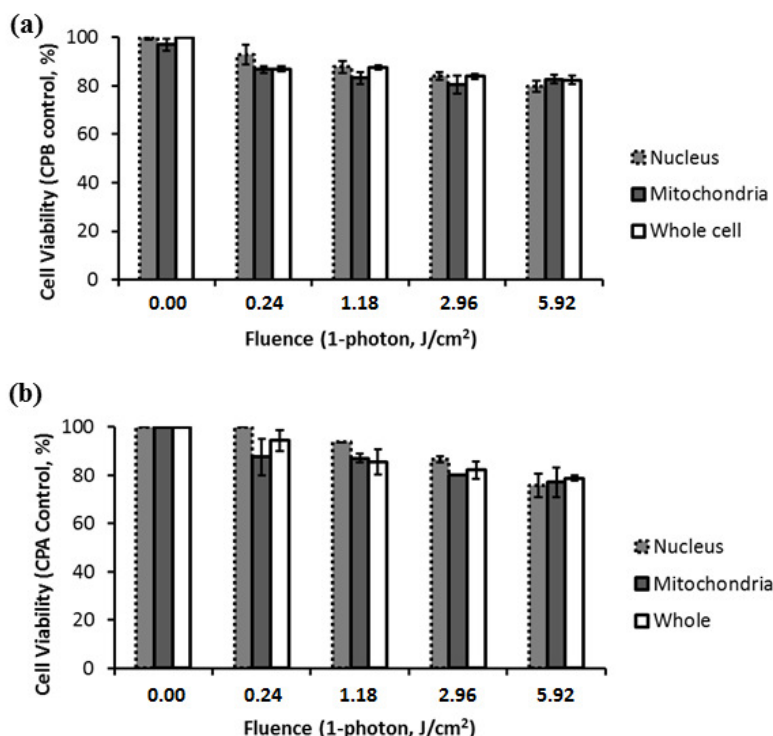 (a)
Cell Viability (CPB control, %)
100
80
60
40
20
0
0.00 0.24 1.18 2.96 5.92
Fluence (1-photon, J/cm²)
Nucleus
Mitochondria
Whole cell
(b)
Cell Viability (CPA Control, %)
100
80
60
40
20
0
0.00 0.24 1.18 2.96 5.92
Fluence (1-photon, J/cm²)
Nucleus
Mitochondria
Whole